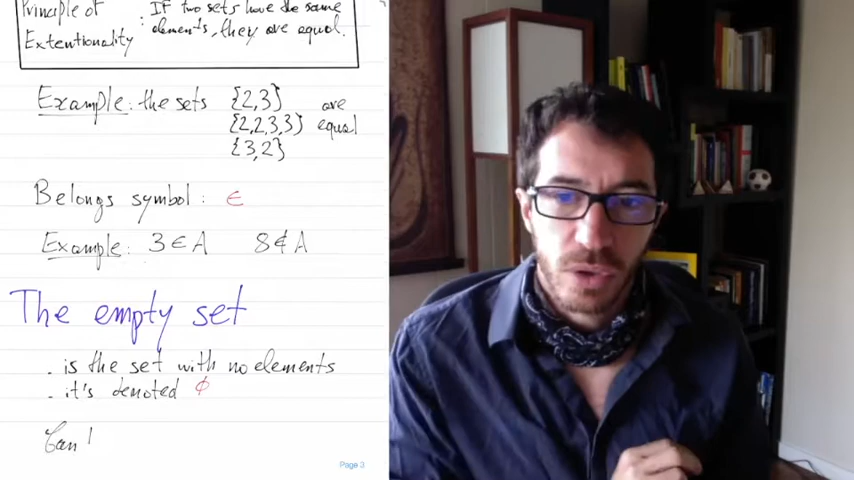 Principle of
Extentionality
: If two sets have the same
elements, they are equal.
Example: the sets {2,3} are
{2,2,3,3} equal
{3,2}
Belongs symbol: ∈
Example: 3 ∈ A 8 ∉ A
The empty set
. is the set with no elements
. it's denoted ∅
Can
Page 3